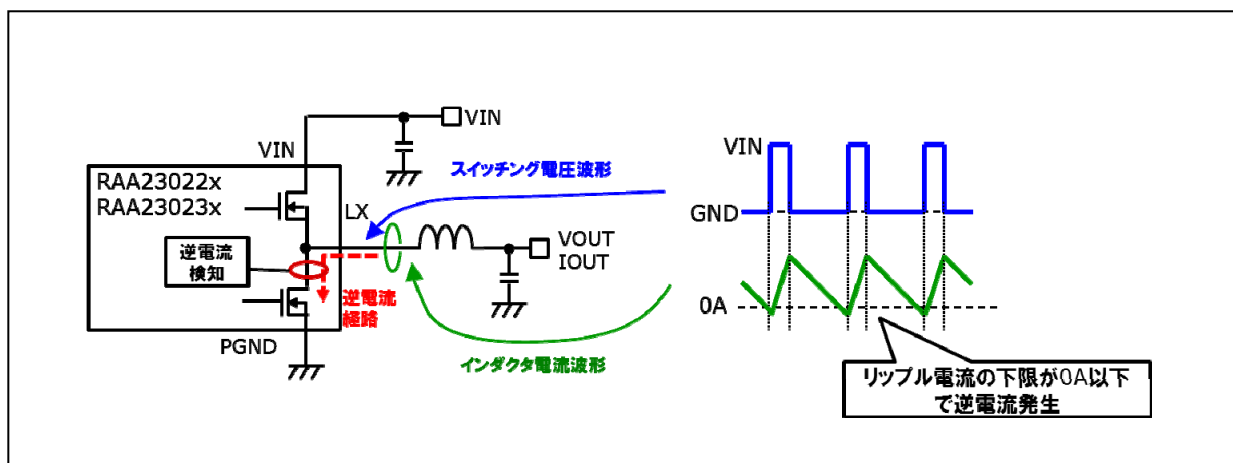 VIN
VIN
RAA23022x
RAA23023x
LX
逆電流
検知
逆電流
経路
PGND
VOUT
IOUT
スイッチング電圧波形
インダクタ電流波形
VIN
GND
0A
リップル電流の下限が0A以下
で逆電流発生